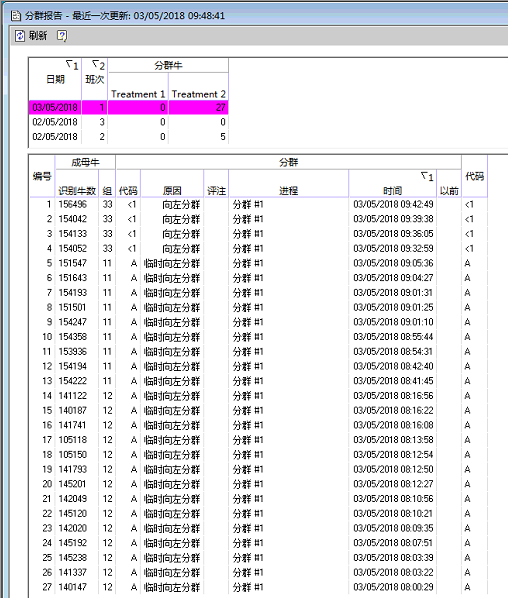 分群报告 - 最近一次更新: 03/05/2018 09:48:41
刷新
1 2 分群牛
日期 班次
Treatment 1 Treatment 2
03/05/2018 1 0 27
02/05/2018 3 0 0
02/05/2018 2 0 5
成母牛 分群
编号 1 代码
识别牛数 组 代码 原因 评注 进程 时间 以前
1 156496 33 <1 向左分群 分群 #1 03/05/2018 09:42:49 <1
2 154042 33 <1 向左分群 分群 #1 03/05/2018 09:39:38 <1
3 154133 33 <1 向左分群 分群 #1 03/05/2018 09:36:05 <1
4 154052 33 <1 向左分群 分群 #1 03/05/2018 09:32:59 <1
5 151547 11 A 临时向左分群 分群 #1 03/05/2018 09:05:36 A
6 151643 11 A 临时向左分群 分群 #1 03/05/2018 09:04:27 A
7 154193 11 A 临时向左分群 分群 #1 03/05/2018 09:01:31 A
8 151501 11 A 临时向左分群 分群 #1 03/05/2018 09:01:25 A
9 154247 11 A 临时向左分群 分群 #1 03/05/2018 09:01:10 A
10 154358 11 A 临时向左分群 分群 #1 03/05/2018 08:55:44 A
11 153936 11 A 临时向左分群 分群 #1 03/05/2018 08:54:31 A
12 154194 11 A 临时向左分群 分群 #1 03/05/2018 08:42:40 A
13 154222 11 A 临时向左分群 分群 #1 03/05/2018 08:41:45 A
14 141122 12 A 临时向左分群 分群 #1 03/05/2018 08:16:56 A
15 140187 12 A 临时向左分群 分群 #1 03/05/2018 08:16:22 A
16 141741 12 A 临时向左分群 分群 #1 03/05/2018 08:16:08 A
17 105118 12 A 临时向左分群 分群 #1 03/05/2018 08:13:58 A
18 105150 12 A 临时向左分群 分群 #1 03/05/2018 08:12:54 A
19 141793 12 A 临时向左分群 分群 #1 03/05/2018 08:12:50 A
20 145201 12 A 临时向左分群 分群 #1 03/05/2018 08:12:27 A
21 142049 12 A 临时向左分群 分群 #1 03/05/2018 08:10:56 A
22 145120 12 A 临时向左分群 分群 #1 03/05/2018 08:10:21 A
23 142020 12 A 临时向左分群 分群 #1 03/05/2018 08:09:35 A
24 145192 12 A 临时向左分群 分群 #1 03/05/2018 08:07:51 A
25 145238 12 A 临时向左分群 分群 #1 03/05/2018 08:03:39 A
26 141337 12 A 临时向左分群 分群 #1 03/05/2018 08:03:22 A
27 140147 12 A 临时向左分群 分群 #1 03/05/2018 08:00:29 A